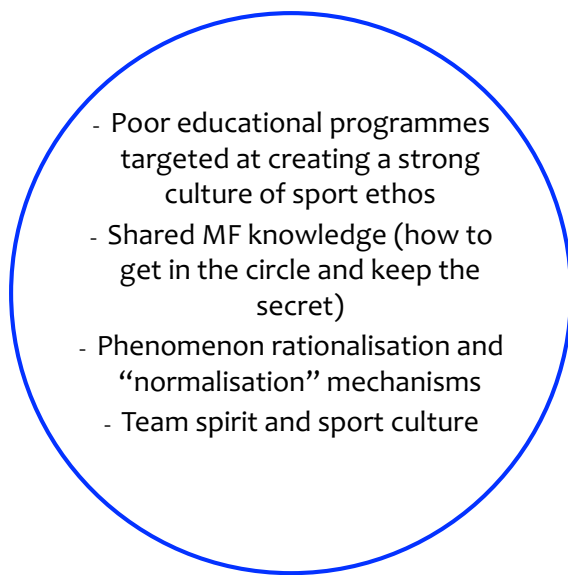 - Poor educational programmes
targeted at creating a strong
culture of sport ethos
- Shared MF knowledge (how to
get in the circle and keep the
secret)
- Phenomenon rationalisation and
“normalisation” mechanisms
- Team spirit and sport culture